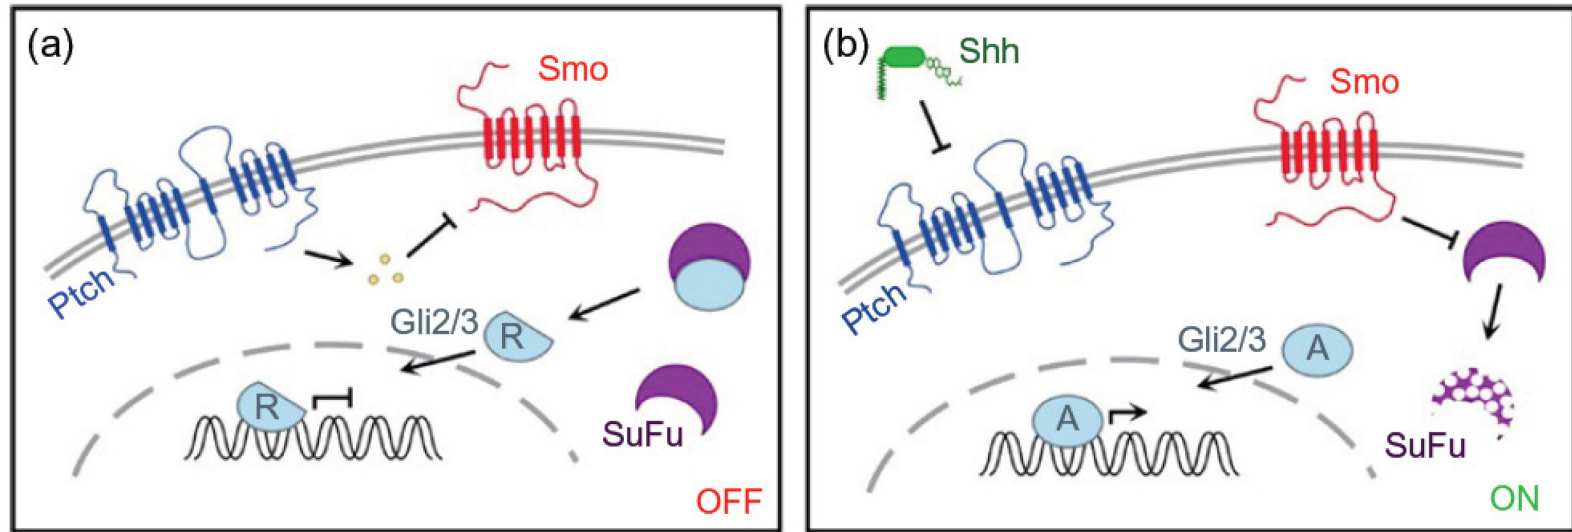 (a)
Smo
Ptch
Gli2/3
R
R
SuFu
OFF
(b)
Shh
Smo
Ptch
Gli2/3
A
A
SuFu
ON